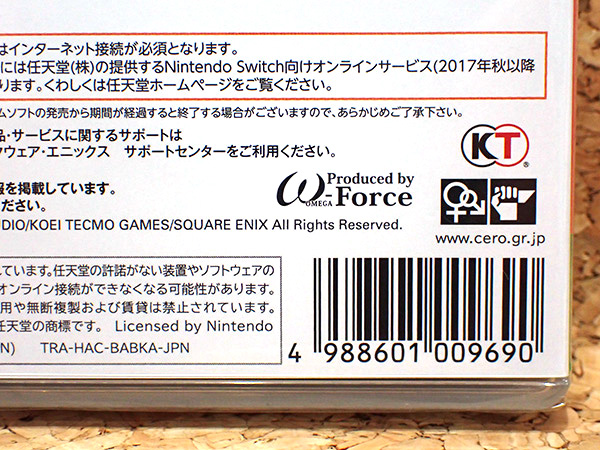 はインターネット接続が必須となります。
には任天堂(株)の提供するNintendo Switch向けオンラインサービス(2017年秋以降
ります。くわしくは任天堂ホームページをご覧ください。
ムソフトの発売から期間が経過すると終了する場合がございますので、あらかじめご了承下さい。
品・サービスに関するサポートは
クウェア・エニックス サポートセンターをご利用ください。
KT
®
報を掲載しています。
ださい。
Produced by
ω-Force
OMEGA
DIO/KOEI TECMO GAMES/SQUARE ENIX All Rights Reserved.
www.cero.gr.jp
ています。任天堂の許諾がない装置やソフトウェアの
オンライン接続ができなくなる可能性があります。
用や無断複製および賃貸は禁止されています。
任天堂の商標です。 Licensed by Nintendo
N) TRA-HAC-BABKA-JPN
4 988601 009690